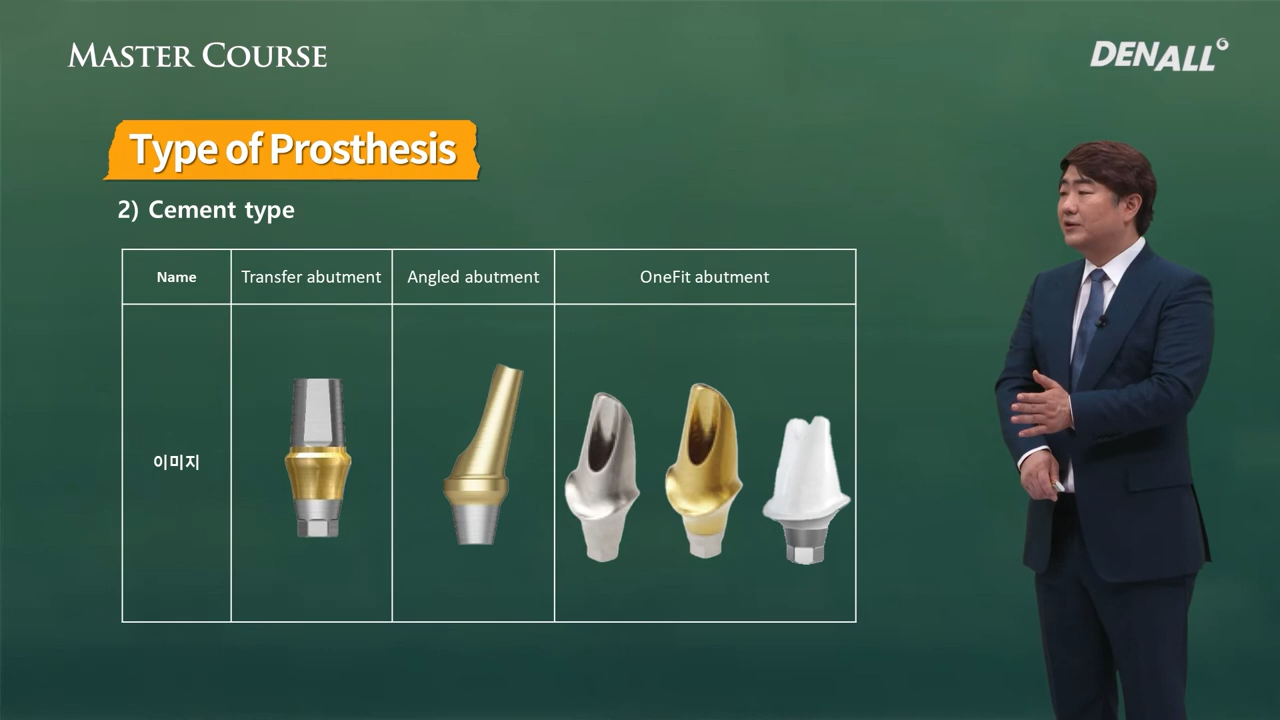 MASTER COURSE
DENALL
Type of Prosthesis
2) Cement type
Name
Transfer abutment
Angled abutment
OneFit abutment
이미지